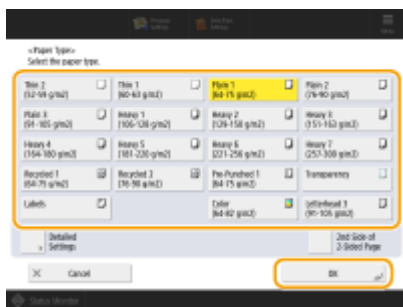 <Paper Type>
Select the paper type.
Thin 2
(52-59 g/m2)
Thin 1
(60-63 g/m2)
Plain 1
(64-75 g/m2)
Plain 2
(76-90 g/m2)
Plain 3
(91-105 g/m2)
Heavy 1
(106-128 g/m2)
Heavy 2
(129-150 g/m2)
Heavy 3
(151-163 g/m2)
Heavy 4
(164-180 g/m2)
Heavy 5
(181-220 g/m2)
Heavy 6
(221-256 g/m2)
Heavy 7
(257-300 g/m2)
Recycled 1
(64-75 g/m2)
Recycled 2
(76-90 g/m2)
Pre-Punched 1
(64-75 g/m2)
Transparency
Labels
Color
(64-82 g/m2)
Letterhead 1
(91-105 g/m2)
Detailed
Settings
2nd Side of
2-Sided Page
Cancel
OK
Status Monitor